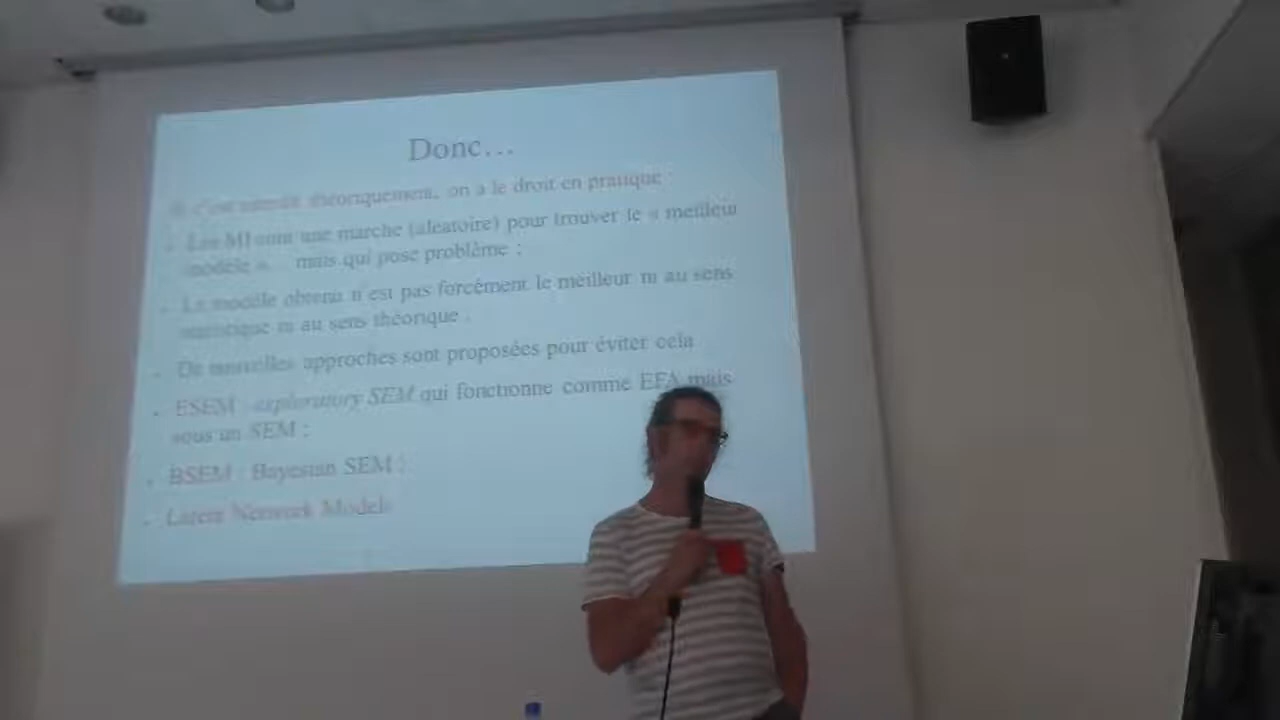 Donc…
c'est interdit théoriquement, on a le droit en pratique ;
Les MI sont une marche (aléatoire) pour trouver le « meilleur
modèle »… mais qui pose problème ;
Le modèle obtenu n'est pas forcément le meilleur ni au sens
statistique ni au sens théorique ;
De nouvelles approches sont proposées pour éviter cela
ESEM : exploratory SEM qui fonctionne comme EFA mais
sous un SEM ;
BSEM : Bayesian SEM ;
Latent Network Models